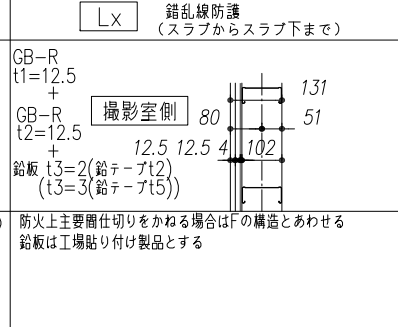 Lx 錯乱線防護
(スラブからスラブ下まで)
GB-R
t1=12.5
+
GB-R
t2=12.5
+
鉛板 t3=2(鉛テープt2)
(t3=3(鉛テープt5))
撮影室側
131
80 51
12.5 12.5 4 102
) 防火上主要間仕切りをかねる場合はFの構造とあわせる
鉛板は工場貼り付け製品とする